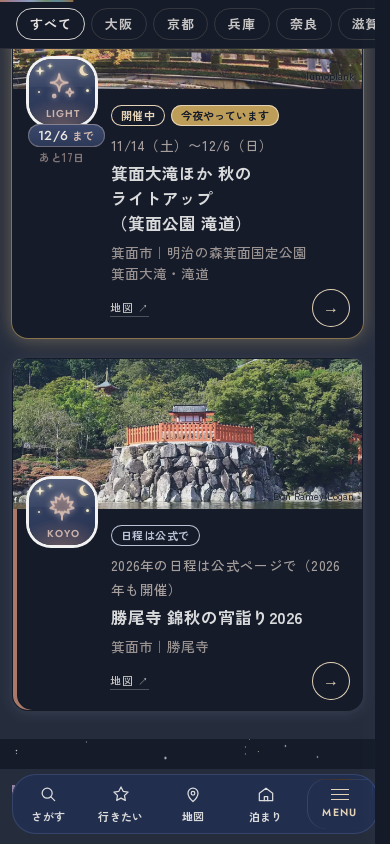 すべて 大阪 京都 兵庫 奈良 滋賀
LIGHT
12/6 まで
あと17日
開催中 今夜やっています
11/14（土）〜12/6（日）
箕面大滝ほか 秋の
ライトアップ
（箕面公園 滝道）
箕面市｜明治の森箕面国定公園
箕面大滝・滝道
地図 ↗
→
Don Ramey Logan
KOYO
日程は公式で
2026年の日程は公式ページで（2026
年も開催）
勝尾寺 錦秋の宵詣り2026
箕面市｜勝尾寺
地図 ↗
→
さがす 行きたい 地図 泊まり MENU